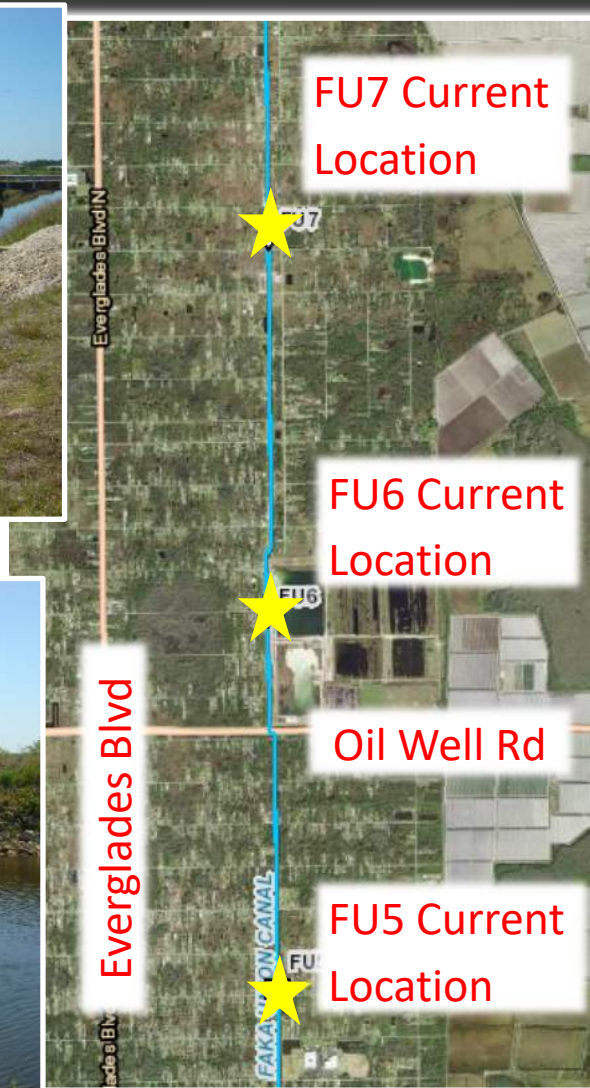 FU7 Current
Location
FU7
Everglades Blvd N
FU6 Current
Location
FU6
Everglades Blvd
Oil Well Rd
FU5 Current
Location
CANAL